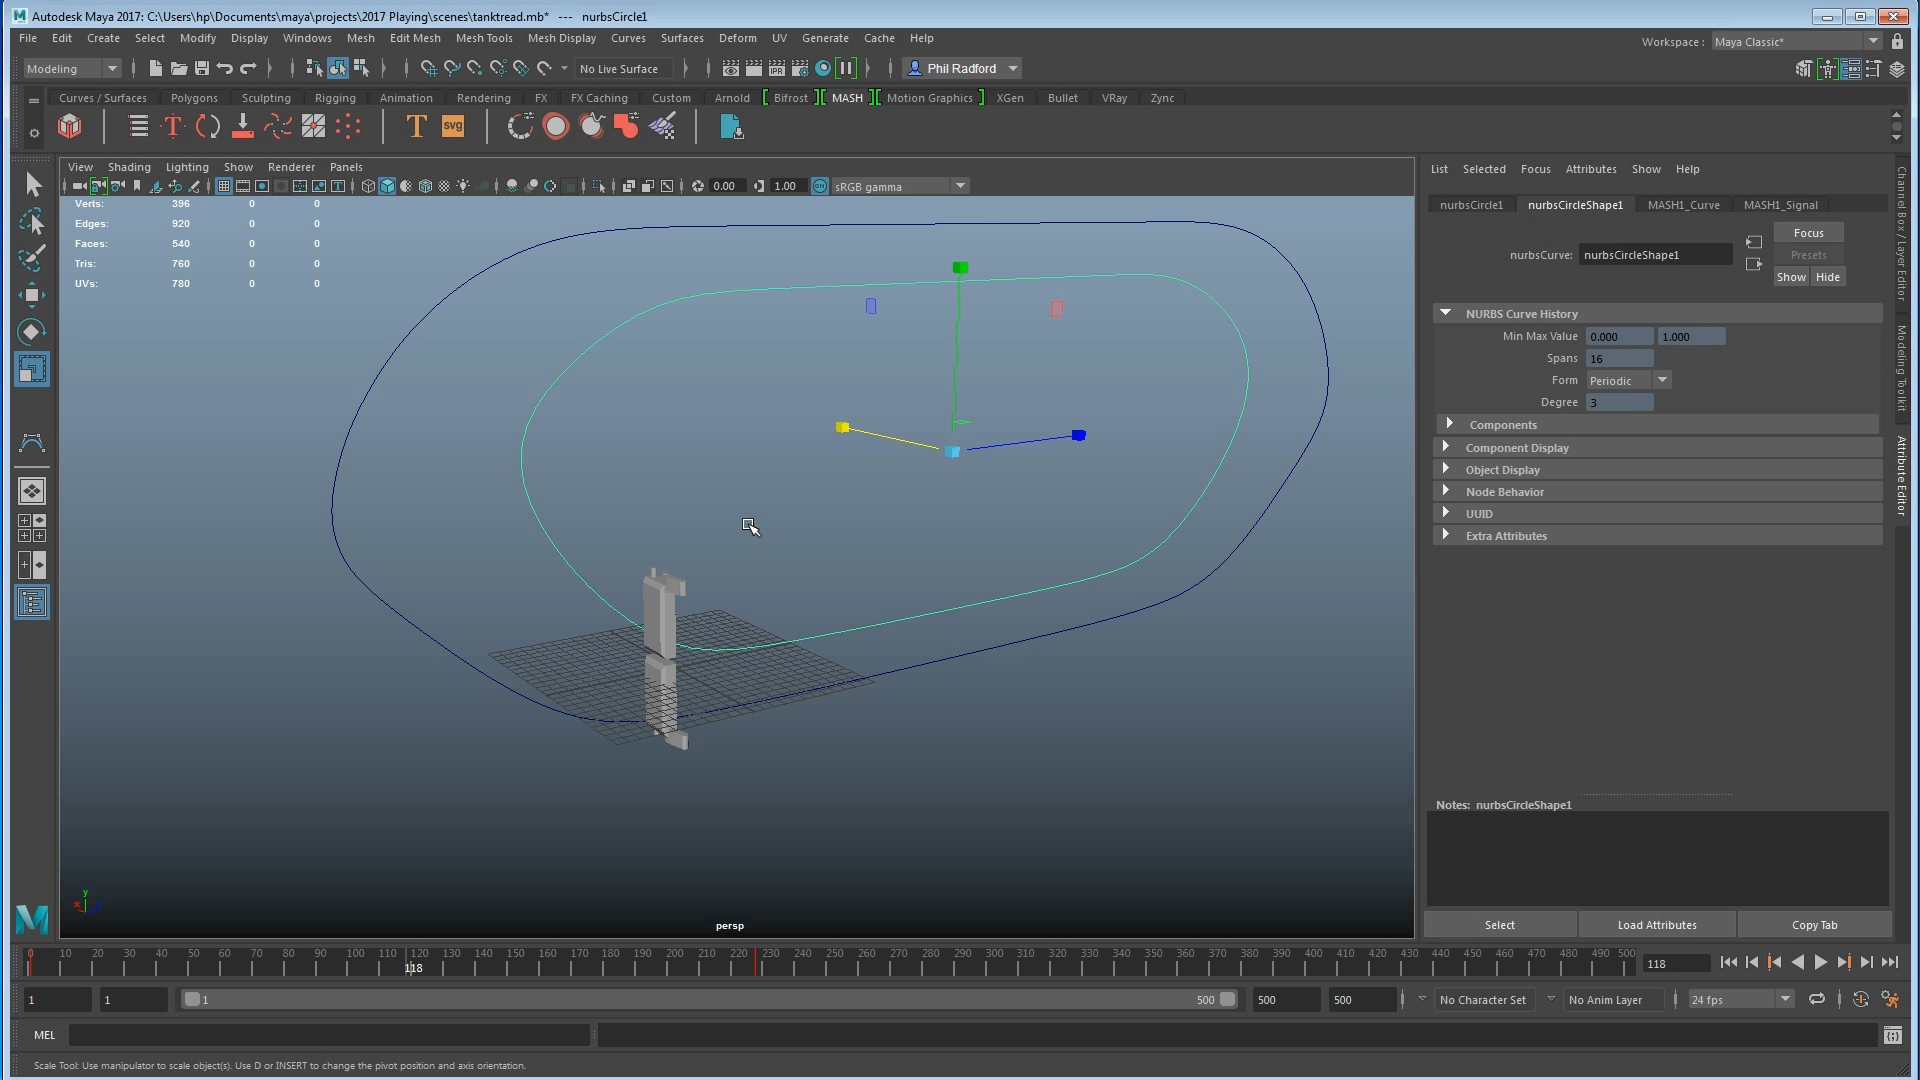 Autodesk Maya 2017: C:\Users\hp\Documents\maya\projects\2017 Playing\scenes\tanktread.mb* --- nurbsCircle1
File Edit Create Select Modify Display Windows Mesh Edit Mesh Mesh Tools Mesh Display Curves Surfaces Deform UV Generate Cache Help
Workspace : Maya Classic*
Modeling No Live Surface Phil Radford
Curves / Surfaces Polygons Sculpting Rigging Animation Rendering FX FX Caching Custom Arnold Bifrost MASH Motion Graphics XGen Bullet VRay Zync
T T SVG
View Shading Lighting Show Renderer Panels
0.00 1.00 ON sRGB gamma
Verts: 396 0 0
Edges: 920 0 0
Faces: 540 0 0
Tris: 760 0 0
UVs: 780 0 0
y
x
persp
List Selected Focus Attributes Show Help
nurbsCircle1 nurbsCircleShape1 MASH1_Curve MASH1_Signal
Focus
nurbsCurve: nurbsCircleShape1
Presets
Show Hide
NURBS Curve History
Min Max Value 0.000 1.000
Spans 16
Form Periodic
Degree 3
Components
Component Display
Object Display
Node Behavior
UUID
Extra Attributes
Notes: nurbsCircleShape1
Select Load Attributes Copy Tab
Channel Box / Layer Editor
Modeling Toolkit
Attribute Editor
0 10 20 30 40 50 60 70 80 90 100 110 120 130 140 150 160 170 180 190 200 210 220 230 240 250 260 270 280 290 300 310 320 330 340 350 360 370 380 390 400 410 420 430 440 450 460 470 480 490 500
118
118
1 1 1 500 500 500 No Character Set No Anim Layer 24 fps
MEL
Scale Tool: Use manipulator to scale object(s). Use D or INSERT to change the pivot position and axis orientation.